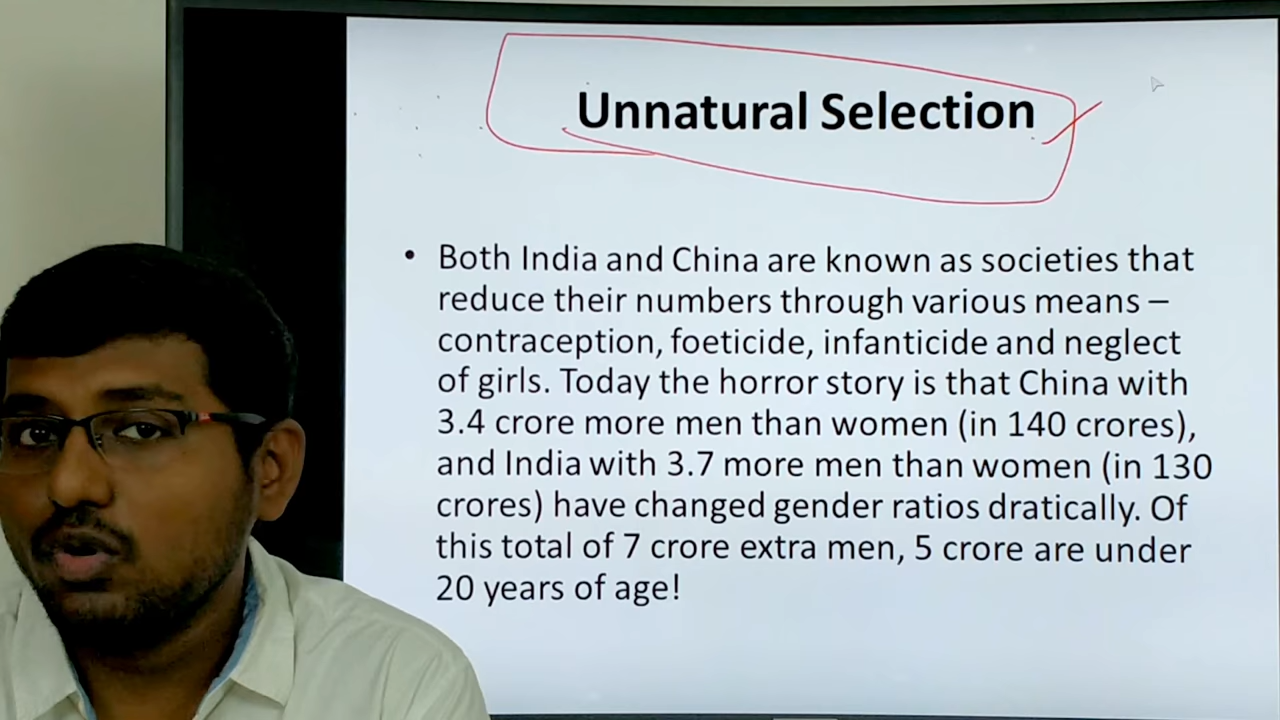 Unnatural Selection
• Both India and China are known as societies that
reduce their numbers through various means –
contraception, foeticide, infanticide and neglect
of girls. Today the horror story is that China with
3.4 crore more men than women (in 140 crores),
and India with 3.7 more men than women (in 130
crores) have changed gender ratios dratically. Of
this total of 7 crore extra men, 5 crore are under
20 years of age!